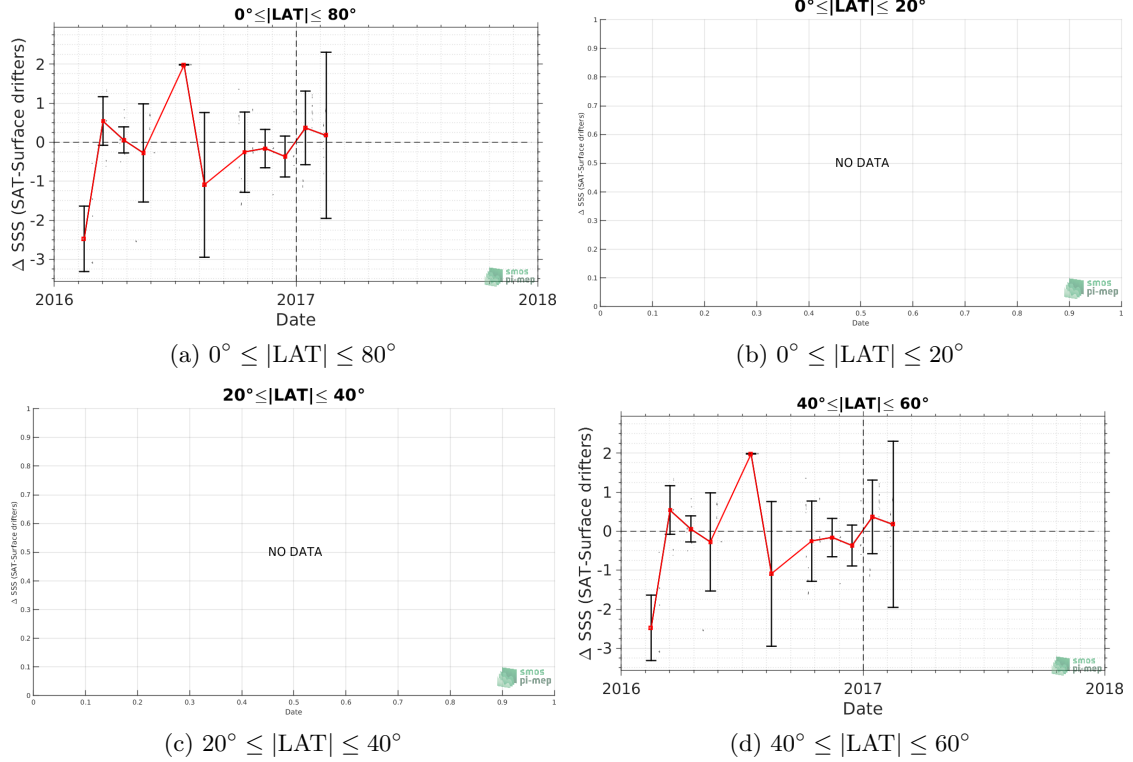 0°≤|LAT|≤ 80°
Δ SSS (SAT-Surface drifters)
2
1
0
-1
-2
-3
2016
2017
2018
Date
smos
pi-mep
(a) 0° ≤ |LAT| ≤ 80°
0°≤|LAT|≤ 20°
Δ SSS (SAT-Surface drifters)
1
0.9
0.8
0.7
0.6
0.5
0.4
0.3
0.2
0.1
0
NO DATA
0 0.1 0.2 0.3 0.4 0.5 0.6 0.7 0.8 0.9 1
Date
smos
pi-mep
(b) 0° ≤ |LAT| ≤ 20°
20°≤|LAT|≤ 40°
Δ SSS (SAT-Surface drifters)
1
0.9
0.8
0.7
0.6
0.5
0.4
0.3
0.2
0.1
0
NO DATA
0 0.1 0.2 0.3 0.4 0.5 0.6 0.7 0.8 0.9 1
Date
smos
pi-mep
(c) 20° ≤ |LAT| ≤ 40°
40°≤|LAT|≤ 60°
Δ SSS (SAT-Surface drifters)
2
1
0
-1
-2
-3
2016
2017
2018
Date
smos
pi-mep
(d) 40° ≤ |LAT| ≤ 60°